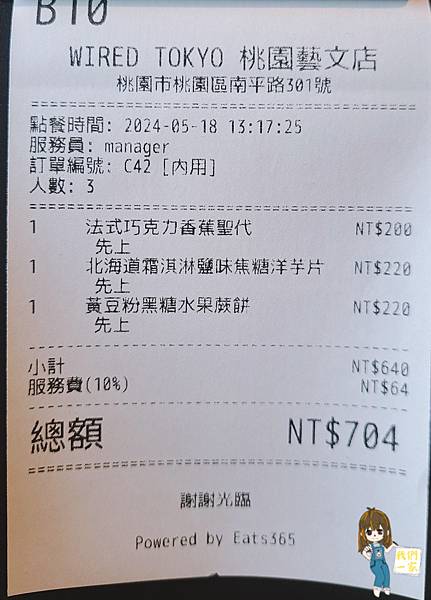 B10
WIRED TOKYO 桃園藝文店
桃園市桃園區南平路301號
點餐時間: 2024-05-18 13:17:25
服務員: manager
訂單編號: C42 [內用]
人數: 3
1 法式巧克力香蕉聖代 NT$200
先上
1 北海道霜淇淋鹽味焦糖洋芋片 NT$220
先上
1 黃豆粉黑糖水果蕨餅 NT$220
先上
小計 NT$640
服務費(10%) NT$64
總額 NT$704
謝謝光臨
Powered by Eats365
我們
一家